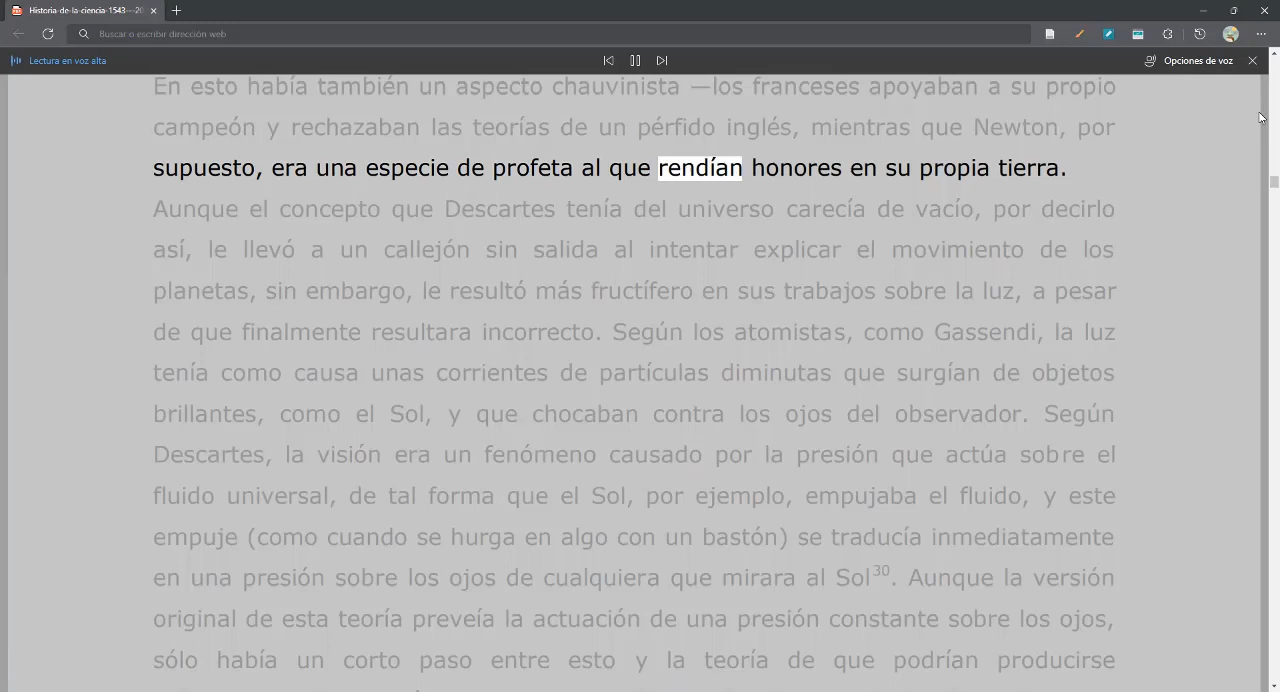 Historia-de-la-ciencia-1543---20
Buscar o escribir dirección web
Lectura en voz alta
Opciones de voz
En esto había también un aspecto chauvinista —los franceses apoyaban a su propio
campeón y rechazaban las teorías de un pérfido inglés, mientras que Newton, por
supuesto, era una especie de profeta al que rendían honores en su propia tierra.
Aunque el concepto que Descartes tenía del universo carecía de vacío, por decirlo
así, le llevó a un callejón sin salida al intentar explicar el movimiento de los
planetas, sin embargo, le resultó más fructífero en sus trabajos sobre la luz, a pesar
de que finalmente resultara incorrecto. Según los atomistas, como Gassendi, la luz
tenía como causa unas corrientes de partículas diminutas que surgían de objetos
brillantes, como el Sol, y que chocaban contra los ojos del observador. Según
Descartes, la visión era un fenómeno causado por la presión que actúa sobre el
fluido universal, de tal forma que el Sol, por ejemplo, empujaba el fluido, y este
empuje (como cuando se hurga en algo con un bastón) se traducía inmediatamente
en una presión sobre los ojos de cualquiera que mirara al Sol30. Aunque la versión
original de esta teoría preveía la actuación de una presión constante sobre los ojos,
sólo había un corto paso entre esto y la teoría de que podrían producirse